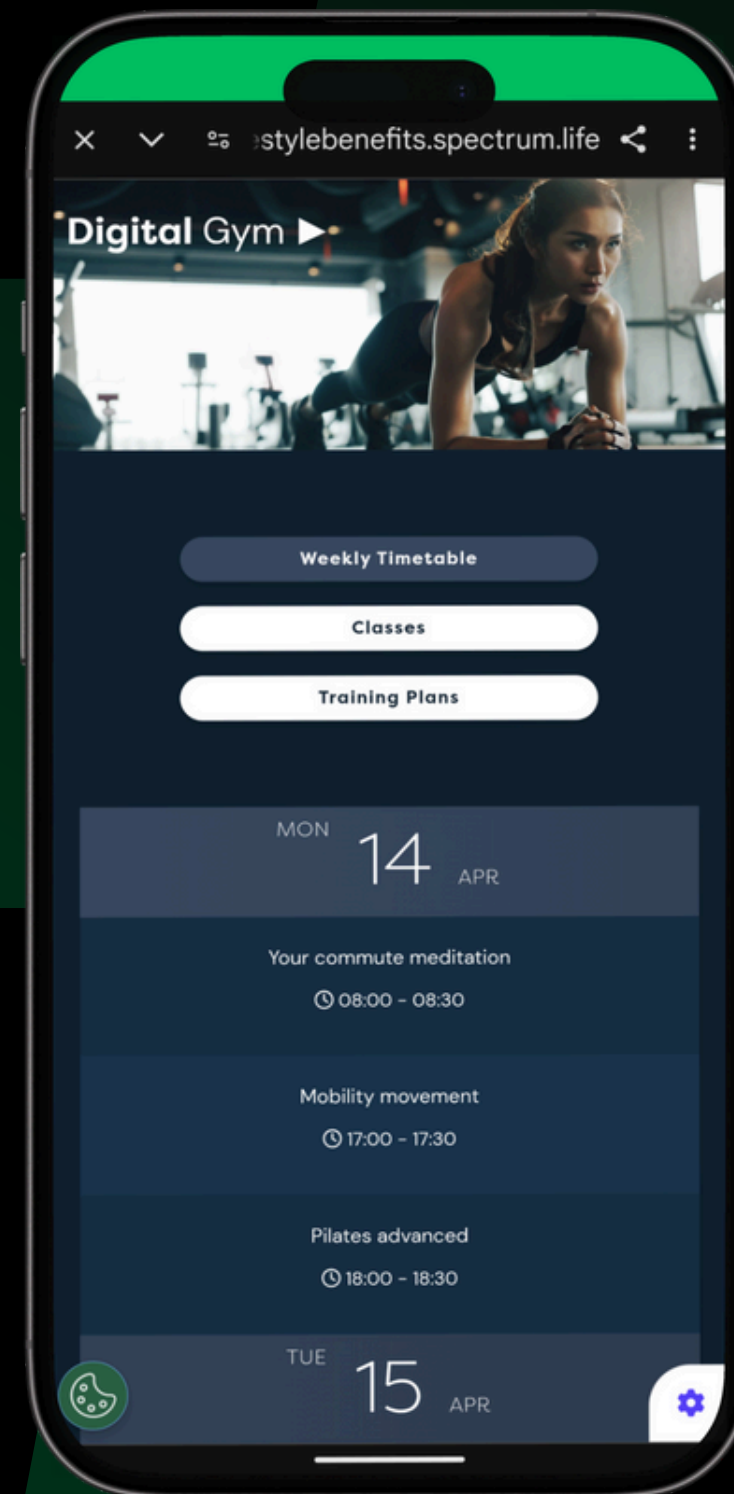 stylebenefits.spectrum.life
Digital Gym
Weekly Timetable
Classes
Training Plans
MON 14 APR
Your commute meditation
08:00 - 08:30
Mobility movement
17:00 - 17:30
Pilates advanced
18:00 - 18:30
TUE 15 APR